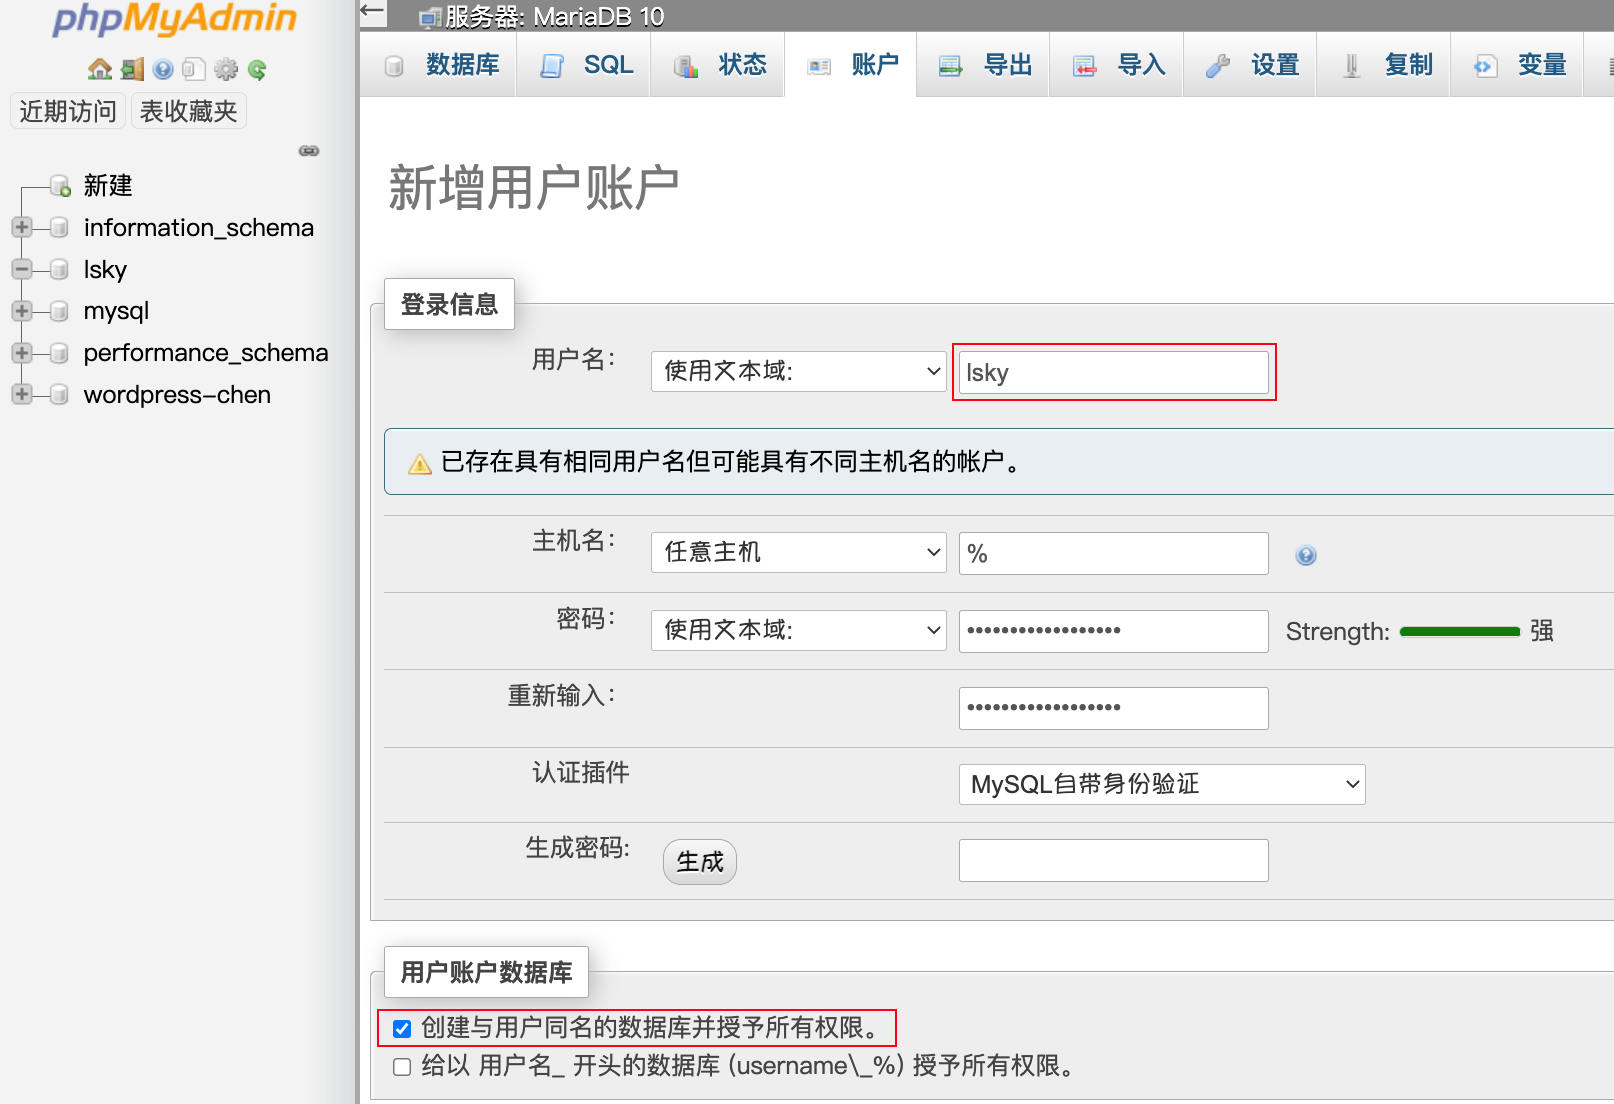 phpMyAdmin
近期访问 表收藏夹
新建
information_schema
lsky
mysql
performance_schema
wordpress-chen
服务器: MariaDB 10
数据库 SQL 状态 账户 导出 导入 设置 复制 变量
新增用户账户
登录信息
用户名: 使用文本域: lsky
已存在具有相同用户名但可能具有不同主机名的帐户。
主机名: 任意主机 %
密码: 使用文本域: •••••••••••••••••• Strength: 强
重新输入: ••••••••••••••••••
认证插件 MySQL自带身份验证
生成密码: 生成
用户账户数据库
创建与用户同名的数据库并授予所有权限。
给以 用户名_ 开头的数据库 (username\_%) 授予所有权限。